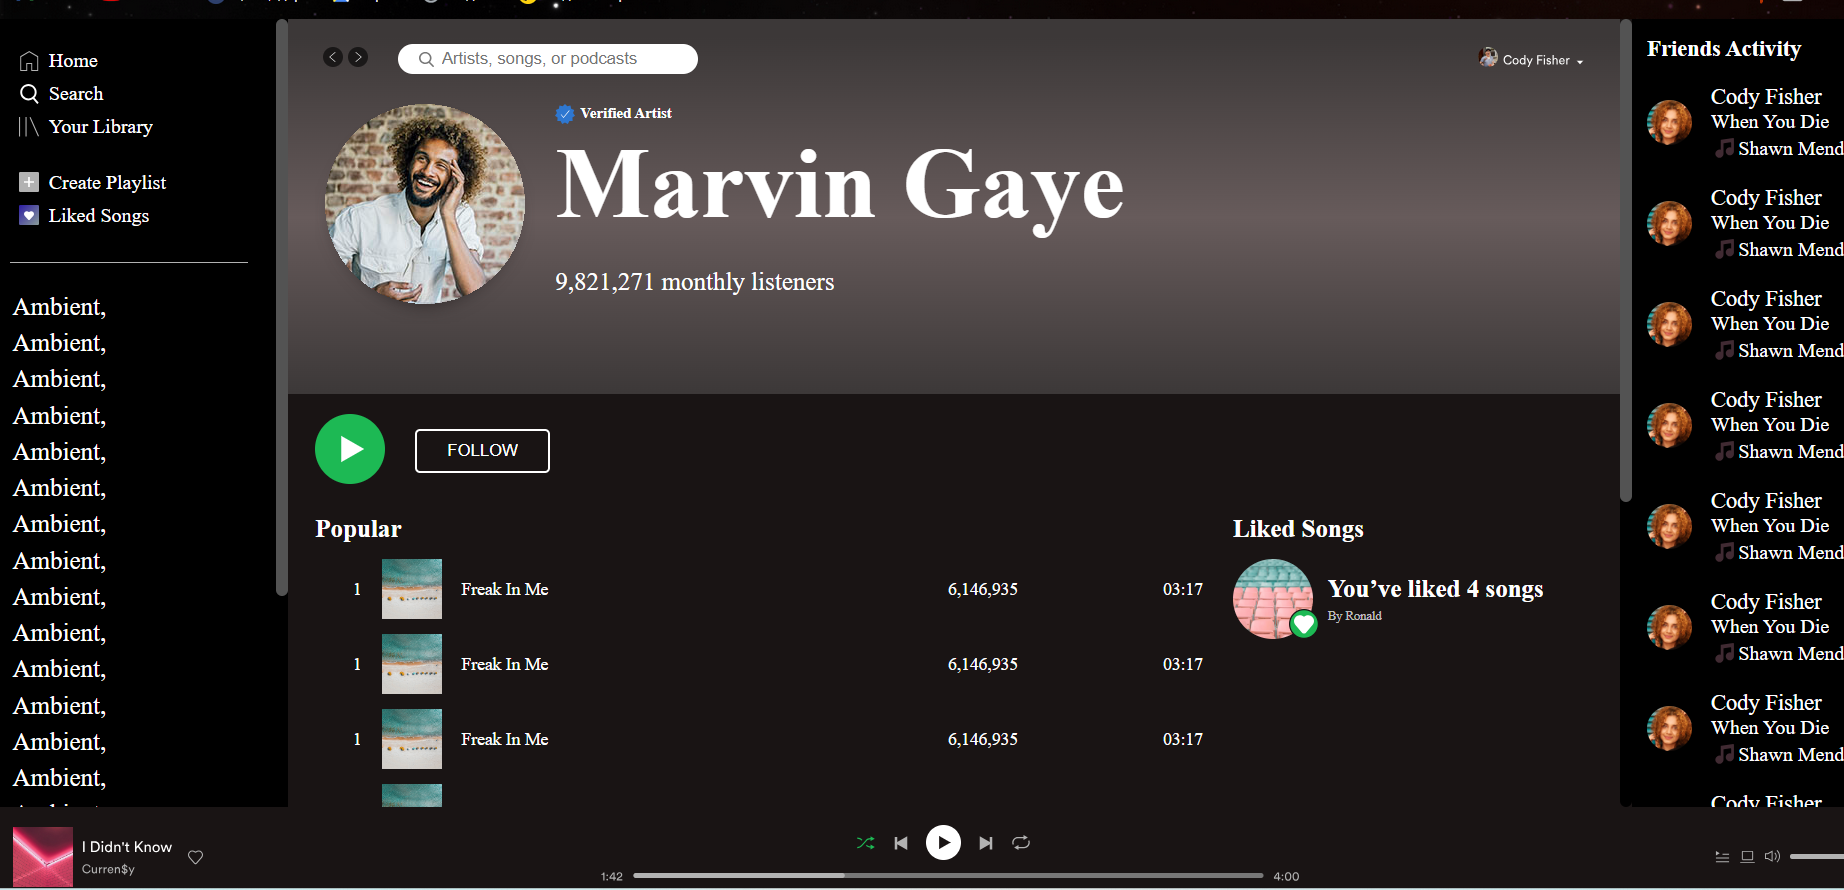 Home
Search
Your Library
Create Playlist
Liked Songs
Ambient,
Ambient,
Ambient,
Ambient,
Ambient,
Ambient,
Ambient,
Ambient,
Ambient,
Ambient,
Ambient,
Ambient,
Ambient,
Ambient,
Artists, songs, or podcasts
Cody Fisher
Verified Artist
Marvin Gaye
9,821,271 monthly listeners
FOLLOW
Popular
1 Freak In Me 6,146,935 03:17
1 Freak In Me 6,146,935 03:17
1 Freak In Me 6,146,935 03:17
Liked Songs
You’ve liked 4 songs
By Ronald
Friends Activity
Cody Fisher
When You Die
Shawn Mend
Cody Fisher
When You Die
Shawn Mend
Cody Fisher
When You Die
Shawn Mend
Cody Fisher
When You Die
Shawn Mend
Cody Fisher
When You Die
Shawn Mend
Cody Fisher
When You Die
Shawn Mend
Cody Fisher
When You Die
Shawn Mend
Cody Fisher
I Didn't Know
Curren$y
1:42
4:00